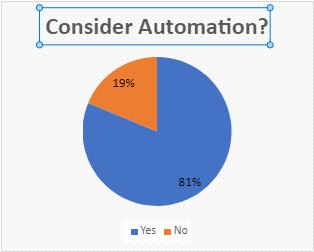 Consider Automation?
19%
81%
Yes No